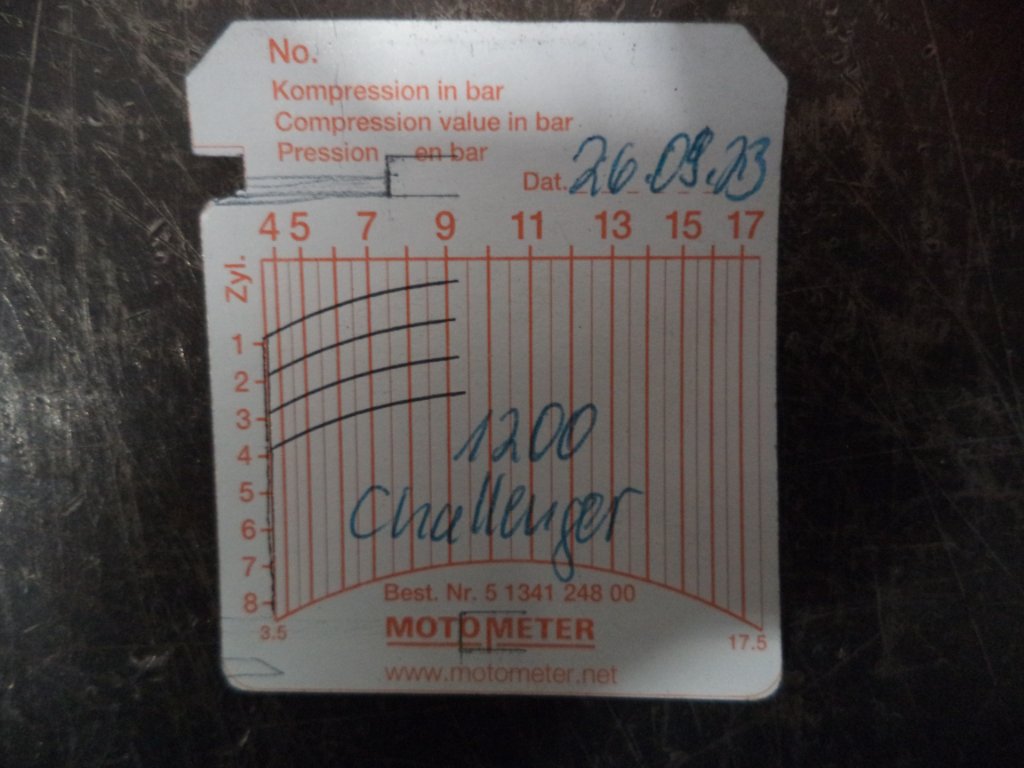 No.
Kompression in bar
Compression value in bar
Pression en bar
Dat. 26.09.23
4 5 7 9 11 13 15 17
Zyl.
1
2
3
4
1200
5
Challenger
6
7
8
Best. Nr. 5 1341 248 00
3.5
MOTOMETER
17.5
www.motometer.net